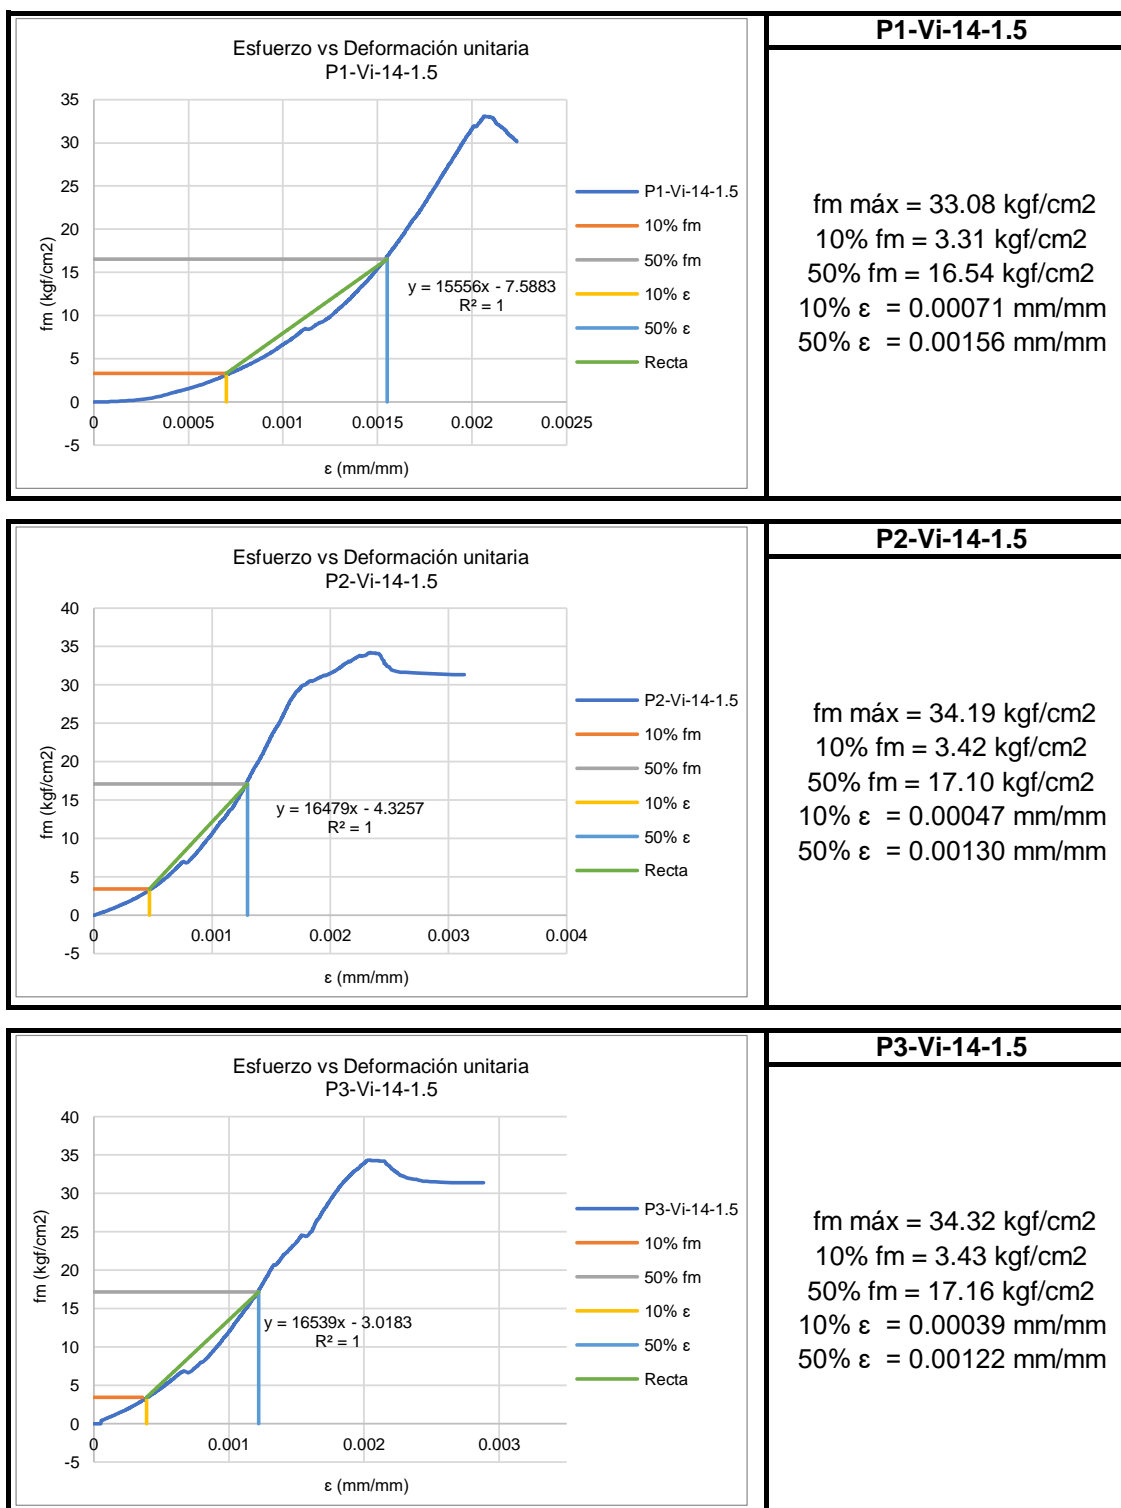 Esfuerzo vs Deformación unitaria
P1-Vi-14-1.5
35
30
25
20
15
10
5
0
-5
0
0.0005
0.001
0.0015
0.002
0.0025
fm (kgf/cm2)
ε (mm/mm)
y = 15556x - 7.5883
R² = 1
P1-Vi-14-1.5
10% fm
50% fm
10% ε
50% ε
Recta
P1-Vi-14-1.5
fm máx = 33.08 kgf/cm2
10% fm = 3.31 kgf/cm2
50% fm = 16.54 kgf/cm2
10% ε = 0.00071 mm/mm
50% ε = 0.00156 mm/mm
Esfuerzo vs Deformación unitaria
P2-Vi-14-1.5
40
35
30
25
20
15
10
5
0
-5
0
0.001
0.002
0.003
0.004
fm (kgf/cm2)
ε (mm/mm)
y = 16479x - 4.3257
R² = 1
P2-Vi-14-1.5
10% fm
50% fm
10% ε
50% ε
Recta
P2-Vi-14-1.5
fm máx = 34.19 kgf/cm2
10% fm = 3.42 kgf/cm2
50% fm = 17.10 kgf/cm2
10% ε = 0.00047 mm/mm
50% ε = 0.00130 mm/mm
Esfuerzo vs Deformación unitaria
P3-Vi-14-1.5
40
35
30
25
20
15
10
5
0
-5
0
0.001
0.002
0.003
fm (kgf/cm2)
ε (mm/mm)
y = 16539x - 3.0183
R² = 1
P3-Vi-14-1.5
10% fm
50% fm
10% ε
50% ε
Recta
P3-Vi-14-1.5
fm máx = 34.32 kgf/cm2
10% fm = 3.43 kgf/cm2
50% fm = 17.16 kgf/cm2
10% ε = 0.00039 mm/mm
50% ε = 0.00122 mm/mm